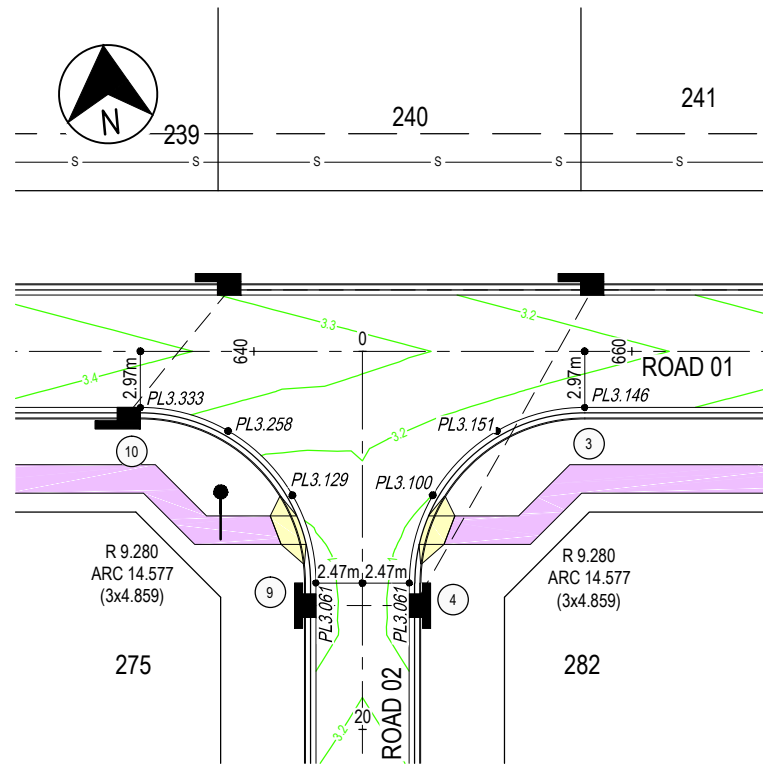 241
240
239
N
S S S S S S
3.3
3.2
0
640
660
3.4
2.97m
2.97m
ROAD 01
PL3.333
PL3.146
PL3.258
PL3.151
3.2
10
3
PL3.129
PL3.100
R 9.280
ARC 14.577
(3x4.859)
R 9.280
ARC 14.577
(3x4.859)
2.47m 2.47m
9
4
PL3.061
PL3.061
275
282
3.2
20
ROAD 02